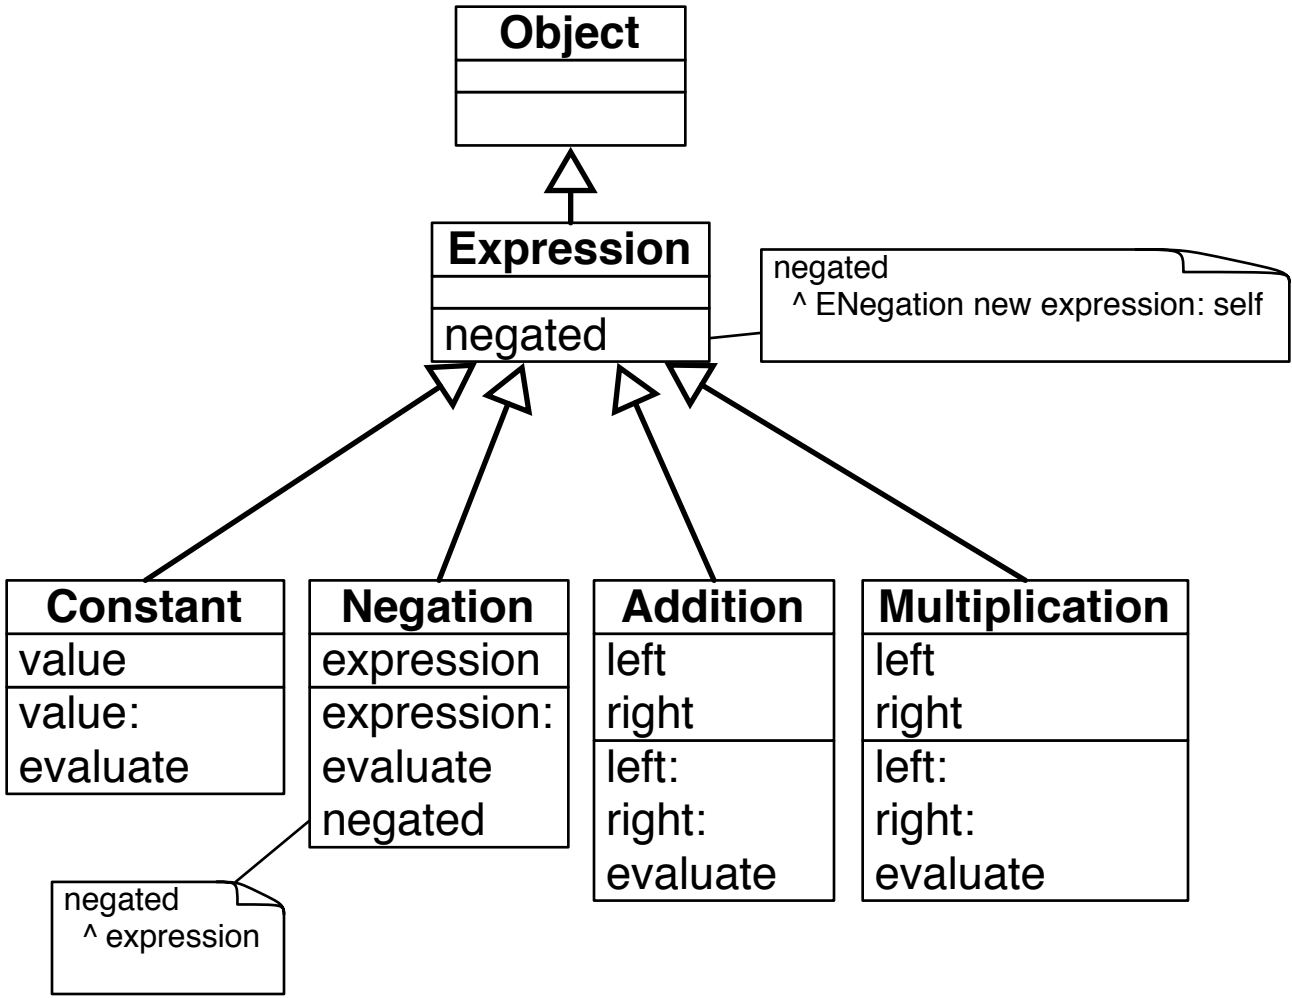 Object
Expression
negated
negated
^ ENegation new expression: self
Constant
value
value:
evaluate
Negation
expression
expression:
evaluate
negated
Addition
left
right
left:
right:
evaluate
Multiplication
left
right
left:
right:
evaluate
negated
^ expression